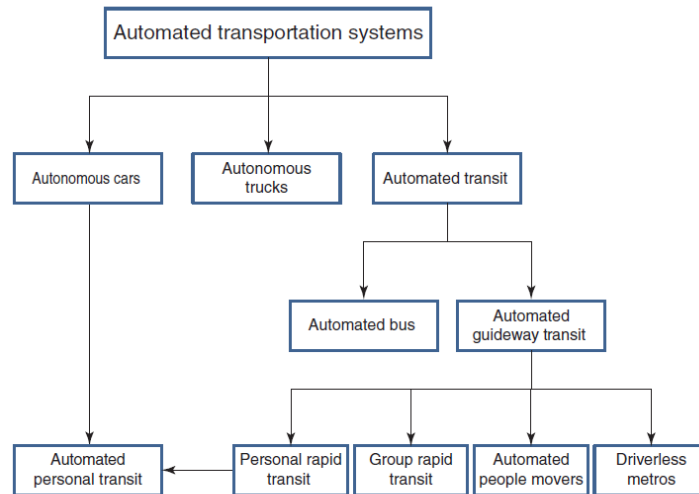 Automated transportation systems
Autonomous cars
Autonomous
trucks
Automated transit
Automated bus
Automated
guideway transit
Automated
personal transit
Personal rapid
transit
Group rapid
transit
Automated
people movers
Driverless
metros